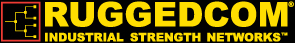 RUGGEDCOM®
INDUSTRIAL STRENGTH NETWORKS™